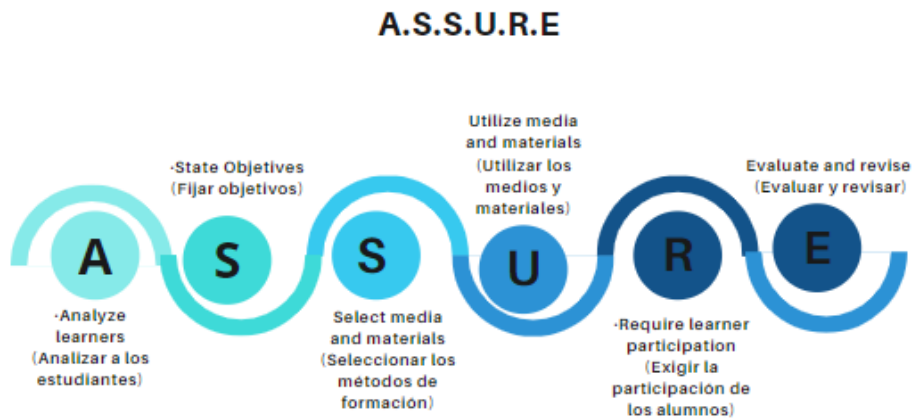 A.S.S.U.R.E
A
·Analyze
learners
(Analizar a los
estudiantes)
·State Objetives
(Fijar objetivos)
S
S
Select media
and materials
(Seleccionar los
métodos de
formación)
Utilize media
and materials
(Utilizar los
medios y
materiales)
U
R
·Require learner
participation
(Exigir la
participación de
los alumnos)
Evaluate and revise
(Evaluar y revisar)
E